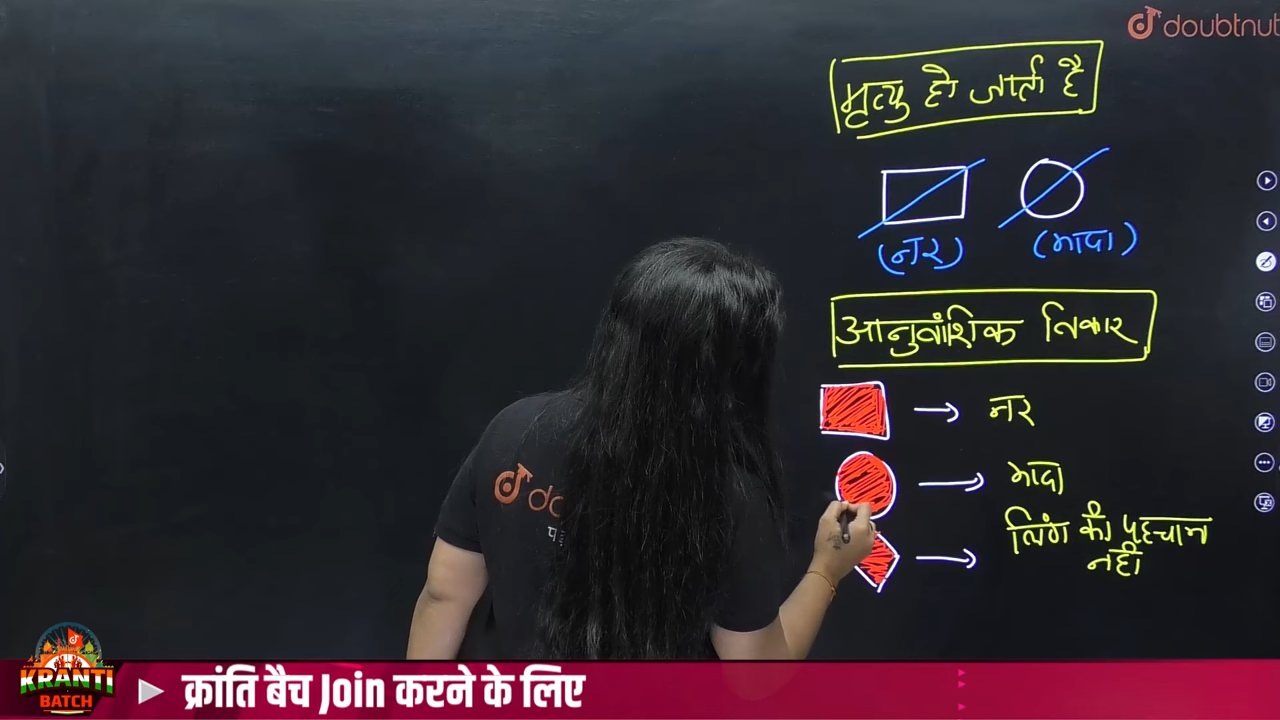 doubtnut
मृत्यु हो जाती है
(नर) (मादा)
आनुवांशिक विकार
नर
मादा
लिंग की पहचान
नहीं
KRANTI
BATCH
क्रांति बैच Join करने के लिए